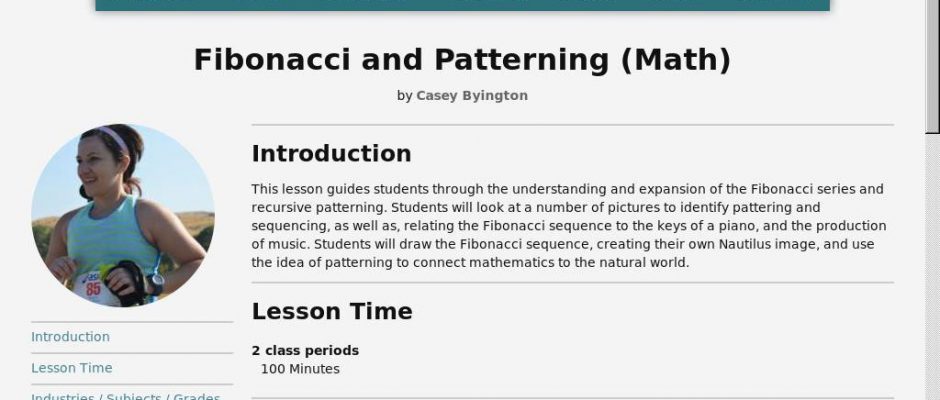 Fibonacci and Patterning (Math)
by Casey Byington
Introduction
This lesson guides students through the understanding and expansion of the Fibonacci series and
recursive patterning. Students will look at a number of pictures to identify pattering and
sequencing, as well as, relating the Fibonacci sequence to the keys of a piano, and the production
of music. Students will draw the Fibonacci sequence, creating their own Nautilus image, and use
the idea of patterning to connect mathematics to the natural world.
85
Lesson Time
Introduction
2 class periods
Lesson Time
100 Minutes
Industries / Subjects / Grades